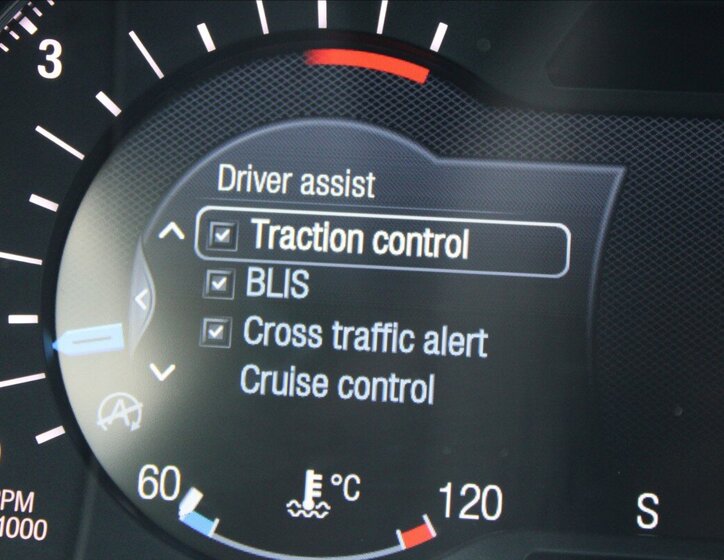 3
Driver assist
Traction control
BLIS
Cross traffic alert
Cruise control
A
60
°C
120
S
PM
1000